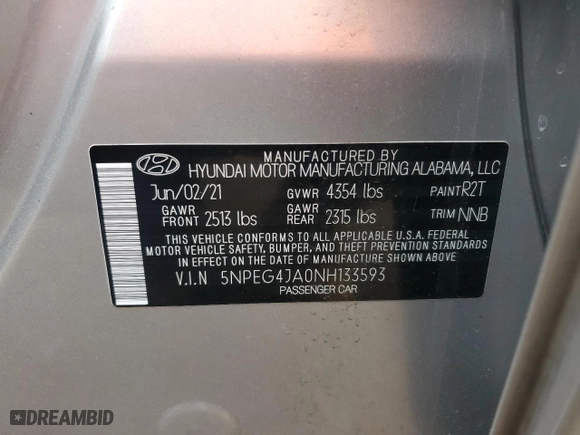 MANUFACTURED BY
HYUNDAI MOTOR MANUFACTURING ALABAMA, LLC
Jun/02/21 GVWR 4354 lbs PAINT R2T
GAWR FRONT 2513 lbs GAWR REAR 2315 lbs TRIM NNB
THIS VEHICLE CONFORMS TO ALL APPLICABLE U.S.A. FEDERAL
MOTOR VEHICLE SAFETY, BUMPER, AND THEFT PREVENTION STANDARDS
IN EFFECT ON THE DATE OF MANUFACTURE SHOWN ABOVE.
V.I.N 5NPEG4JA0NH133593
PASSENGER CAR
DREAMBID